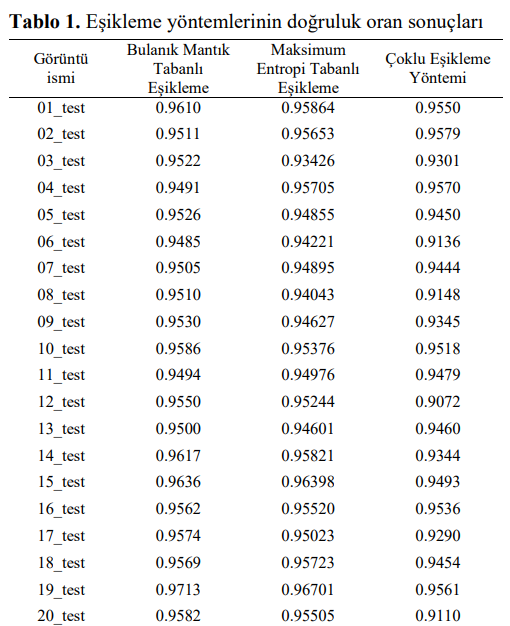 Tablo 1. Eşikleme yöntemlerinin doğruluk oran sonuçları
Görüntü ismi Bulanık Mantık Tabanlı Eşikleme Maksimum Entropi Tabanlı Eşikleme Çoklu Eşikleme Yöntemi
01_test 0.9610 0.95864 0.9550
02_test 0.9511 0.95653 0.9579
03_test 0.9522 0.93426 0.9301
04_test 0.9491 0.95705 0.9570
05_test 0.9526 0.94855 0.9450
06_test 0.9485 0.94221 0.9136
07_test 0.9505 0.94895 0.9444
08_test 0.9510 0.94043 0.9148
09_test 0.9530 0.94627 0.9345
10_test 0.9586 0.95376 0.9518
11_test 0.9494 0.94976 0.9479
12_test 0.9550 0.95244 0.9072
13_test 0.9500 0.94601 0.9460
14_test 0.9617 0.95821 0.9344
15_test 0.9636 0.96398 0.9493
16_test 0.9562 0.95520 0.9536
17_test 0.9574 0.95023 0.9290
18_test 0.9569 0.95723 0.9454
19_test 0.9713 0.96701 0.9561
20_test 0.9582 0.95505 0.9110